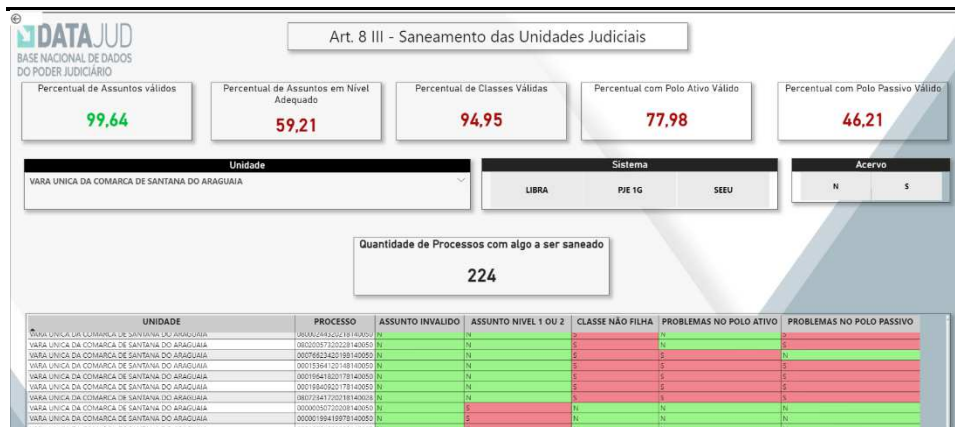 DATAJUD
BASE NACIONAL DE DADOS
DO PODER JUDICIÁRIO
Art. 8 III - Saneamento das Unidades Judiciais
Percentual de Assuntos válidos
99,64
Percentual de Assuntos em Nível
Adequado
59,21
Percentual de Classes Válidas
94,95
Percentual com Polo Ativo Válido
77,98
Percentual com Polo Passivo Válido
46,21
Unidade
VARA UNICA DA COMARCA DE SANTANA DO ARAGUAIA
Sistema
LIBRA PJE 1G SEEU
Acervo
N S
Quantidade de Processos com algo a ser saneado
224
UNIDADE PROCESSO ASSUNTO INVALIDO ASSUNTO NIVEL 1 OU 2 CLASSE NÃO FILHA PROBLEMAS NO POLO ATIVO PROBLEMAS NO POLO PASSIVO
VARA UNICA DA COMARCA DE SANTANA DO ARAGUAIA N N S N S
VARA UNICA DA COMARCA DE SANTANA DO ARAGUAIA 08020057320228140050 N N S N S
VARA UNICA DA COMARCA DE SANTANA DO ARAGUAIA 00076623420198140050 N N S S N
VARA UNICA DA COMARCA DE SANTANA DO ARAGUAIA 00015364120148140050 N N S S S
VARA UNICA DA COMARCA DE SANTANA DO ARAGUAIA 00019641820178140050 N N S S S
VARA UNICA DA COMARCA DE SANTANA DO ARAGUAIA 00018840920178140050 N N S S S
VARA UNICA DA COMARCA DE SANTANA DO ARAGUAIA 08072341720218140028 N N S S S
VARA UNICA DA COMARCA DE SANTANA DO ARAGUAIA 00000050720208140050 N S N N N
VARA UNICA DA COMARCA DE SANTANA DO ARAGUAIA 00000199419978140050 N S N N N